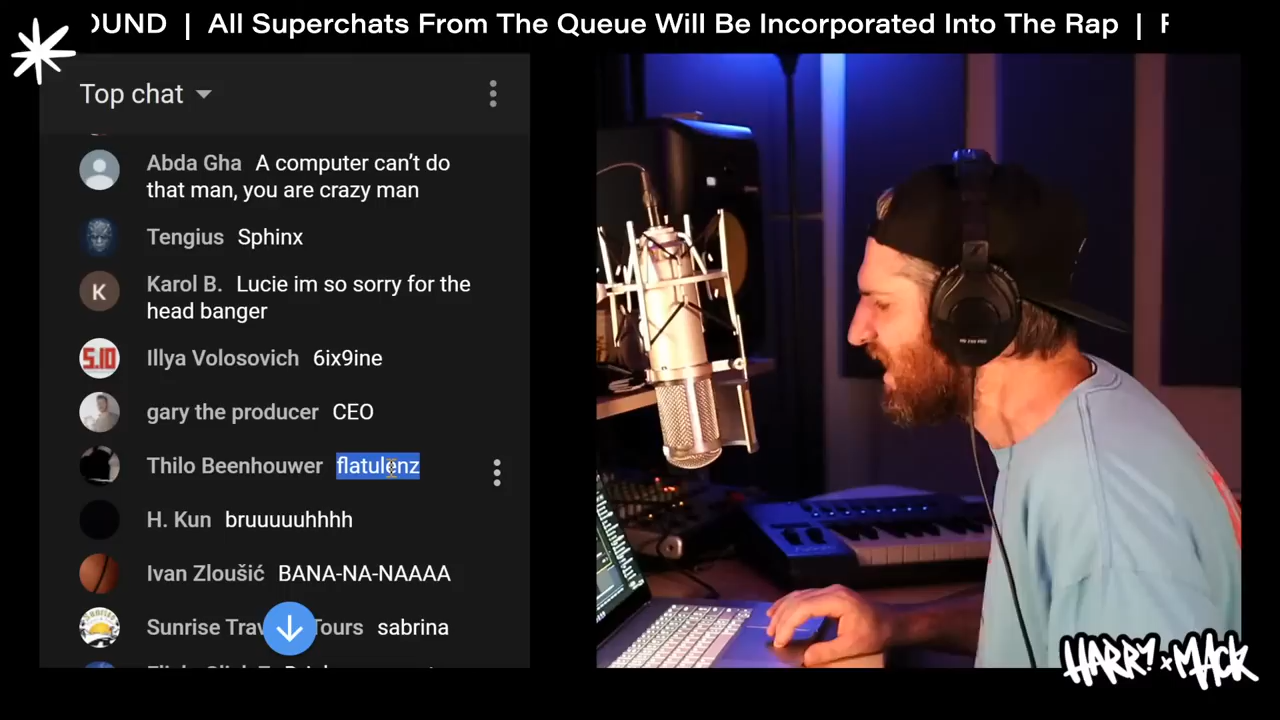 OUND | All Superchats From The Queue Will Be Incorporated Into The Rap |
Top chat
Abda Gha A computer can't do
that man, you are crazy man
Tengius Sphinx
K Karol B. Lucie im so sorry for the
head banger
5.10 Illya Volosovich 6ix9ine
gary the producer CEO
Thilo Beenhouwer flatulenz
H. Kun bruuuuuhhhh
Ivan Zloušić BANA-NA-NAAAA
Sunrise Tra Tours sabrina
HARRY MACK